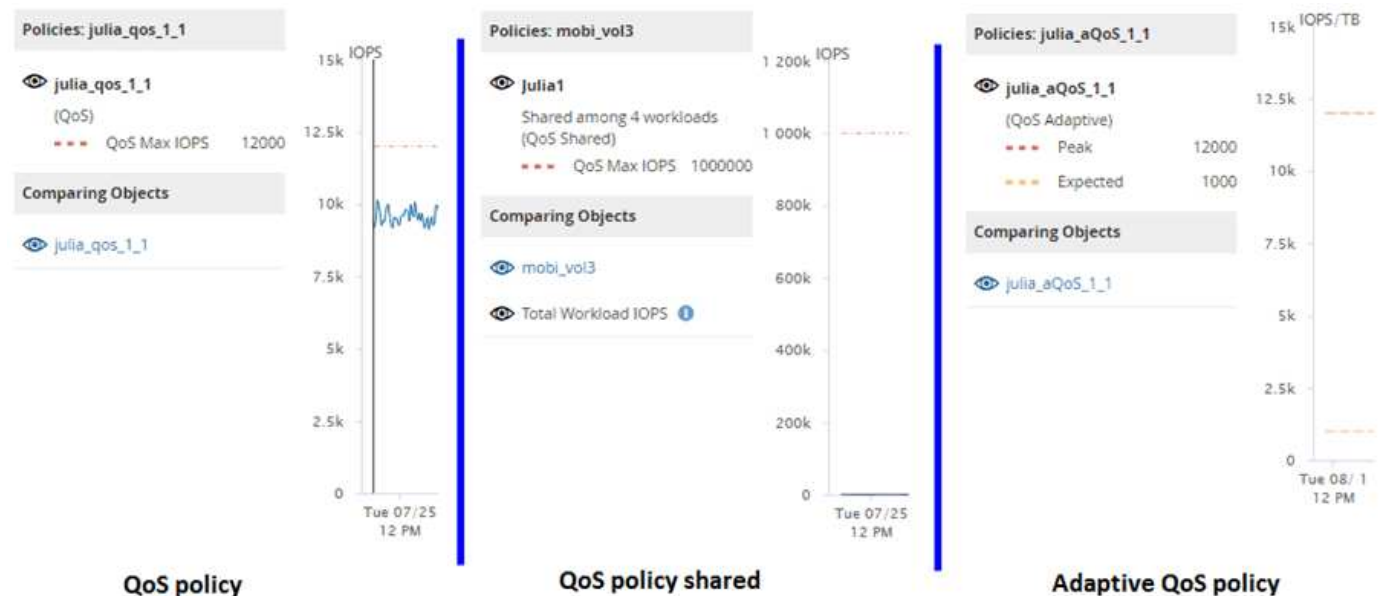 Policies: julia_qos_1_1
julia_qos_1_1
(QoS)
QoS Max IOPS 12000
Comparing Objects
julia_qos_1_1
IOPS
15k
12.5k
10k
7.5k
5k
2.5k
0
Tue 07/25
12 PM
QoS policy
Policies: mobi_vol3
Julia1
Shared among 4 workloads
(QoS Shared)
QoS Max IOPS 1000000
Comparing Objects
mobi_vol3
Total Workload IOPS
IOPS
1 200k
1 000k
800k
600k
400k
200k
0
Tue 07/25
12 PM
QoS policy shared
Policies: julia_aQoS_1_1
julia_aQoS_1_1
(QoS Adaptive)
Peak 12000
Expected 1000
Comparing Objects
julia_aQoS_1_1
IOPS/TB
15k
12.5k
10k
7.5k
5k
2.5k
0
Tue 08/ 1
12 PM
Adaptive QoS policy